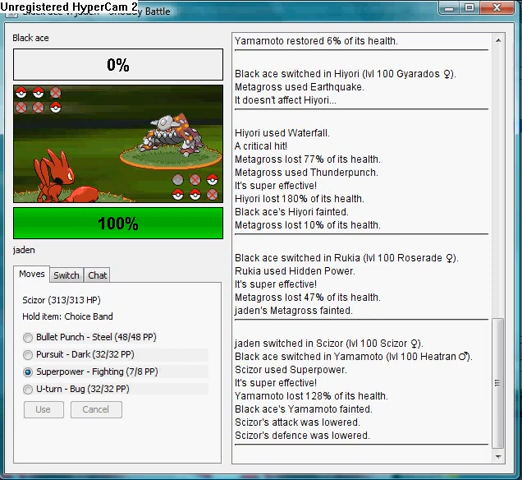 Unregistered HyperCam 2
Black ace v. jaden - Shoddy Battle
Black ace
0%
100%
jaden
Moves
Switch
Chat
Scizor (313/313 HP)
Hold item: Choice Band
Bullet Punch - Steel (48/48 PP)
Pursuit - Dark (32/32 PP)
Superpower - Fighting (7/8 PP)
U-turn - Bug (32/32 PP)
Use
Cancel
Yamamoto restored 6% of its health.
Black ace switched in Hiyori (lvl 100 Gyarados ♀).
Metagross used Earthquake.
It doesn't affect Hiyori...
Hiyori used Waterfall.
A critical hit!
Metagross lost 77% of its health.
Metagross used Thunderpunch.
It's super effective!
Hiyori lost 180% of its health.
Black ace's Hiyori fainted.
Metagross lost 10% of its health.
Black ace switched in Rukia (lvl 100 Roserade ♀).
Rukia used Hidden Power.
It's super effective!
Metagross lost 47% of its health.
jaden's Metagross fainted.
jaden switched in Scizor (lvl 100 Scizor ♀).
Black ace switched in Yamamoto (lvl 100 Heatran ♂).
Scizor used Superpower.
It's super effective!
Yamamoto lost 128% of its health.
Black ace's Yamamoto fainted.
Scizor's attack was lowered.
Scizor's defence was lowered.